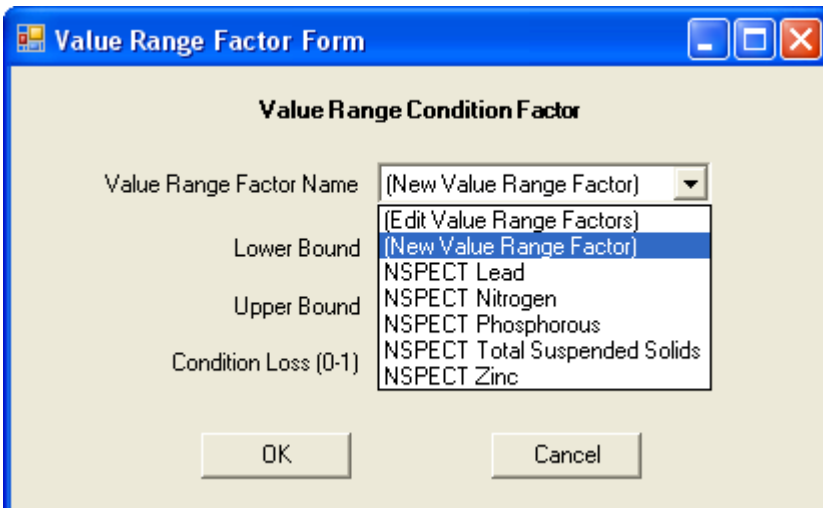 Value Range Factor Form
Value Range Condition Factor
Value Range Factor Name (New Value Range Factor)
(Edit Value Range Factors)
Lower Bound (New Value Range Factor)
NSPECT Lead
NSPECT Nitrogen
Upper Bound
NSPECT Phosphorous
Condition Loss (0-1) NSPECT Total Suspended Solids
NSPECT Zinc
OK Cancel